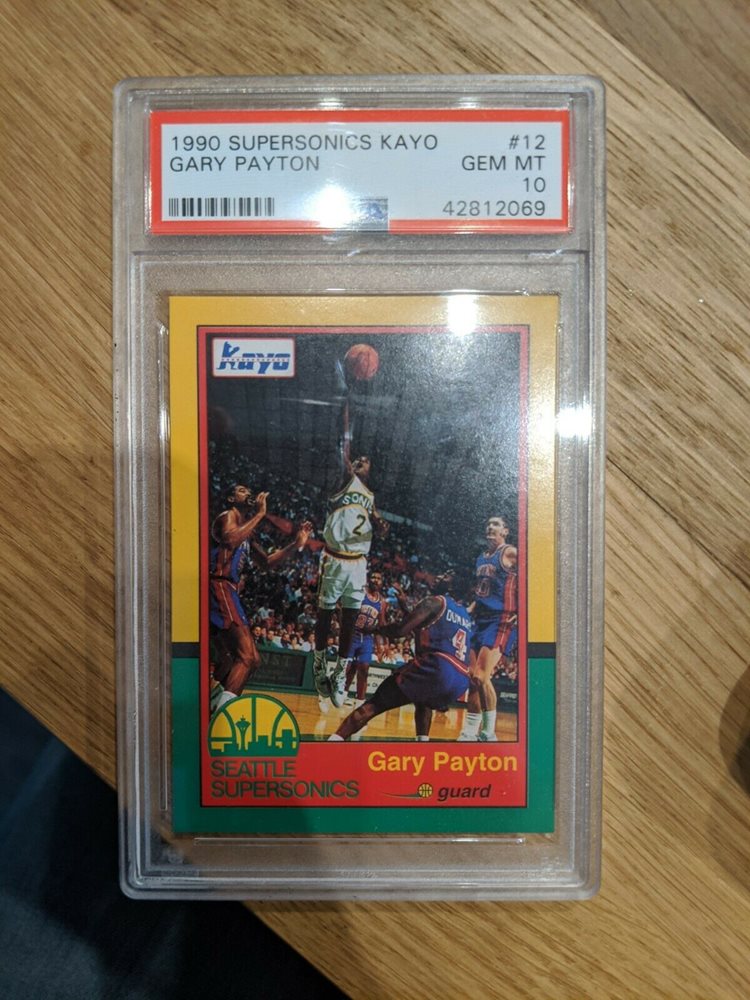 1990 SUPERSONICS KAYO #12
GARY PAYTON GEM MT
10
42812069
Kayo
SONICS
2
4
SEATTLE
SUPERSONICS
Gary Payton
guard